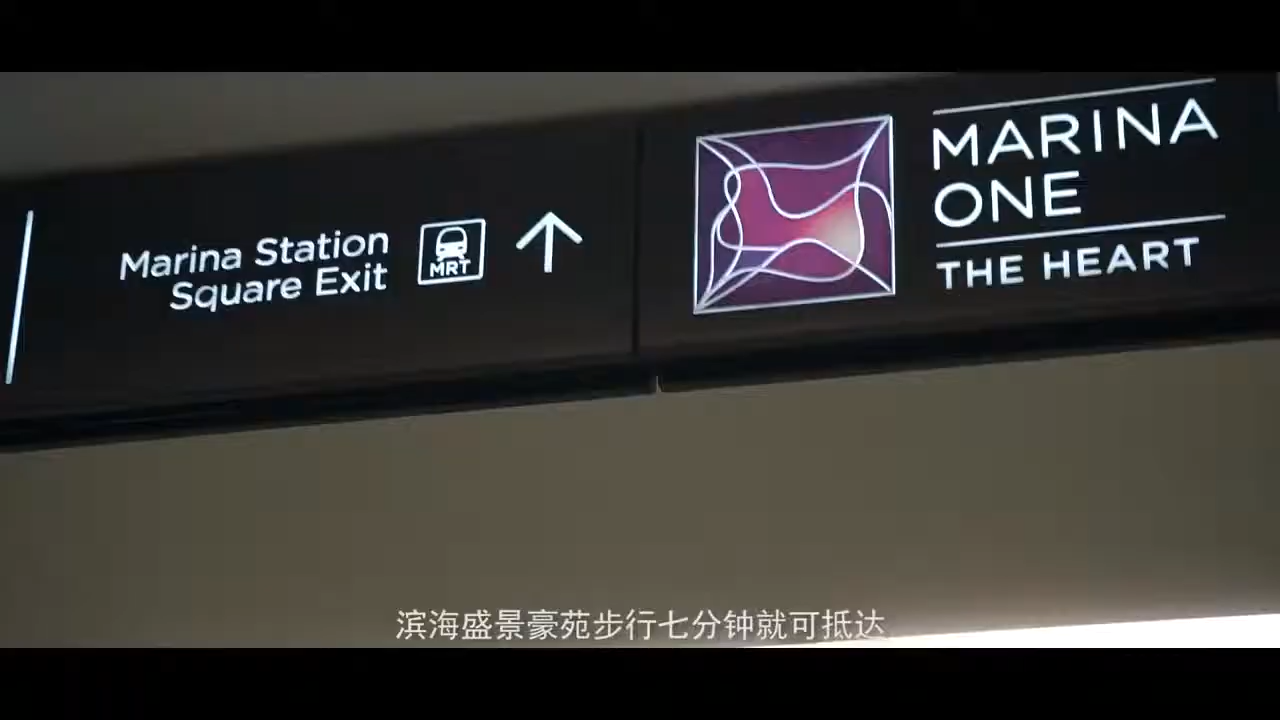 Marina Station
Square Exit
MRT
MARINA
ONE
THE HEART
滨海盛景豪苑步行七分钟就可抵达